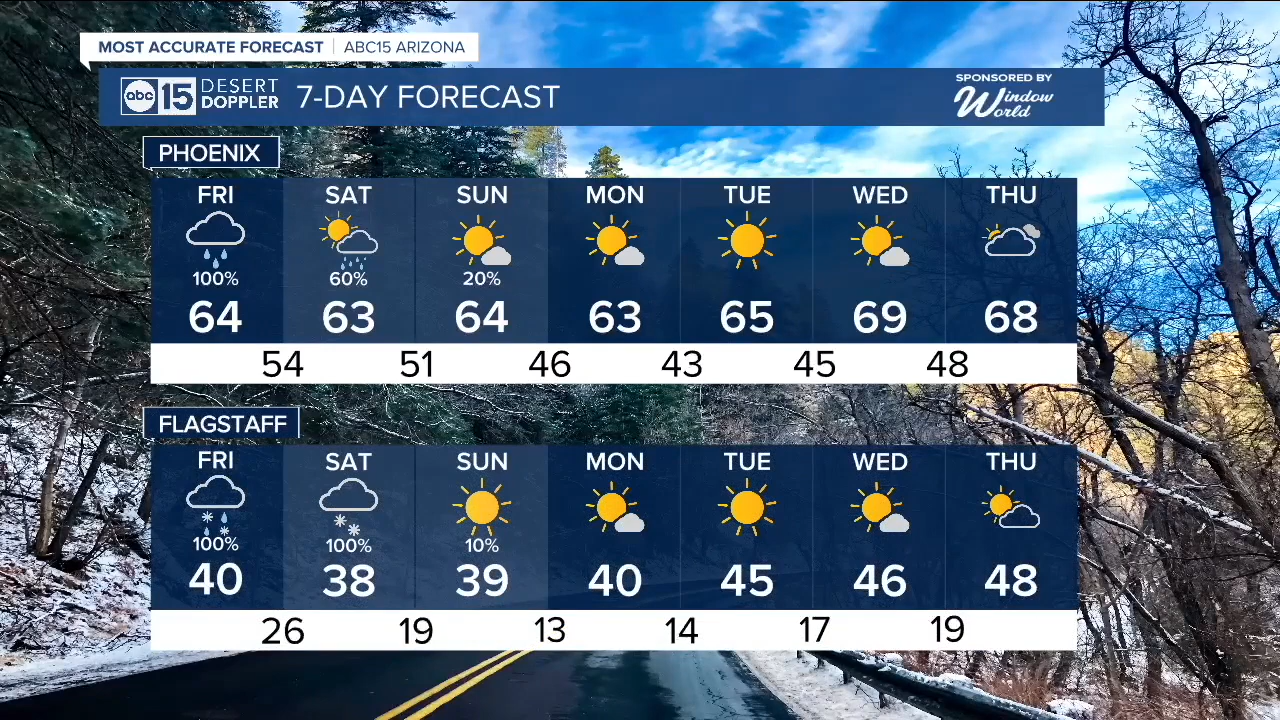 MOST ACCURATE FORECAST | ABC15 ARIZONA
abc 15 DESERT DOPPLER 7-DAY FORECAST
SPONSORED BY
Window World
PHOENIX
FRI SAT SUN MON TUE WED THU
100% 60% 20%
64 63 64 63 65 69 68
54 51 46 43 45 48
FLAGSTAFF
FRI SAT SUN MON TUE WED THU
100% 100% 10%
40 38 39 40 45 46 48
26 19 13 14 17 19